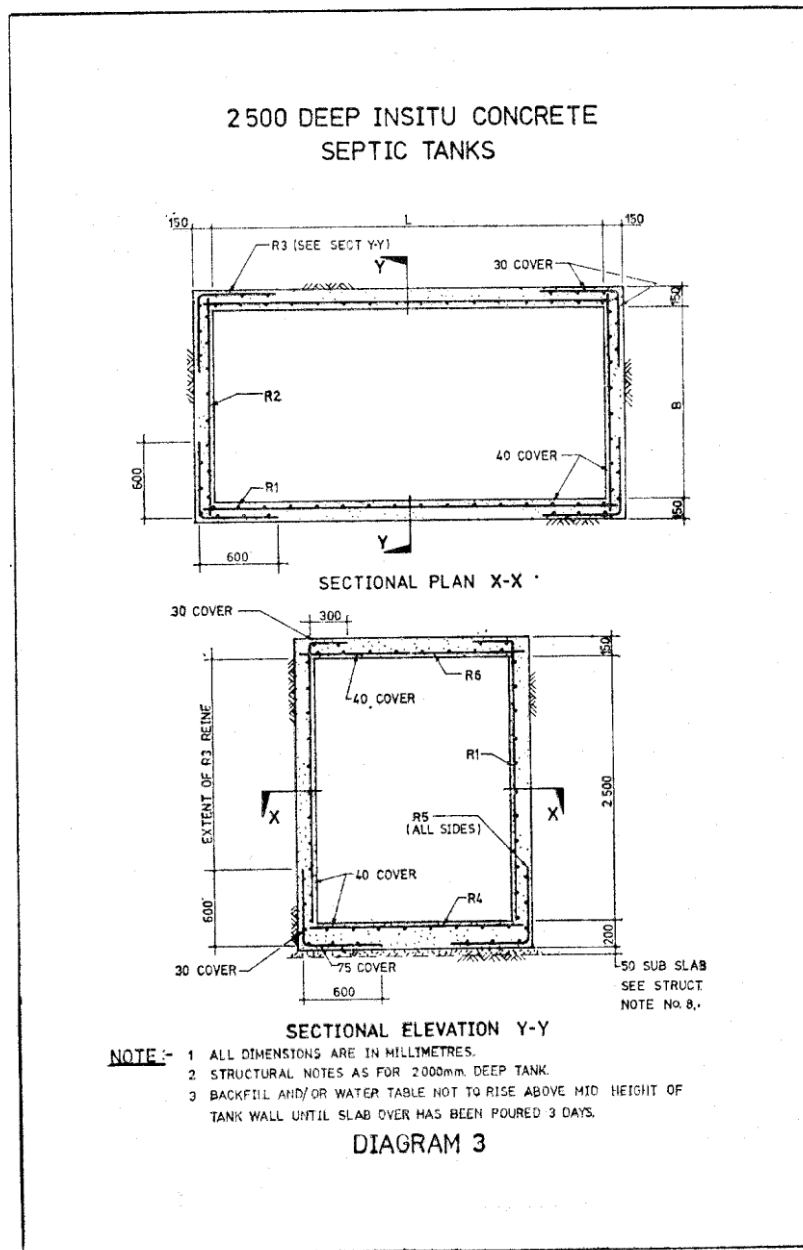 2500 DEEP INSITU CONCRETE
SEPTIC TANKS
150
L
150
R3 (SEE SECT Y-Y)
Y
30 COVER
150
R2
B
600
40 COVER
R1
150
Y
600
SECTIONAL PLAN X-X
30 COVER
300
150
R6
40 COVER
EXTENT OF R3 REINF
R1
2500
X
X
R5
(ALL SIDES)
40 COVER
R4
600
200
30 COVER
75 COVER
600
50 SUB SLAB
SEE STRUCT.
NOTE No. 8.
SECTIONAL ELEVATION Y-Y
NOTE:- 1 ALL DIMENSIONS ARE IN MILLIMETRES.
2 STRUCTURAL NOTES AS FOR 2000mm. DEEP TANK.
3 BACKFILL AND/OR WATER TABLE NOT TO RISE ABOVE MID HEIGHT OF
TANK WALL UNTIL SLAB OVER HAS BEEN POURED 3 DAYS.
DIAGRAM 3